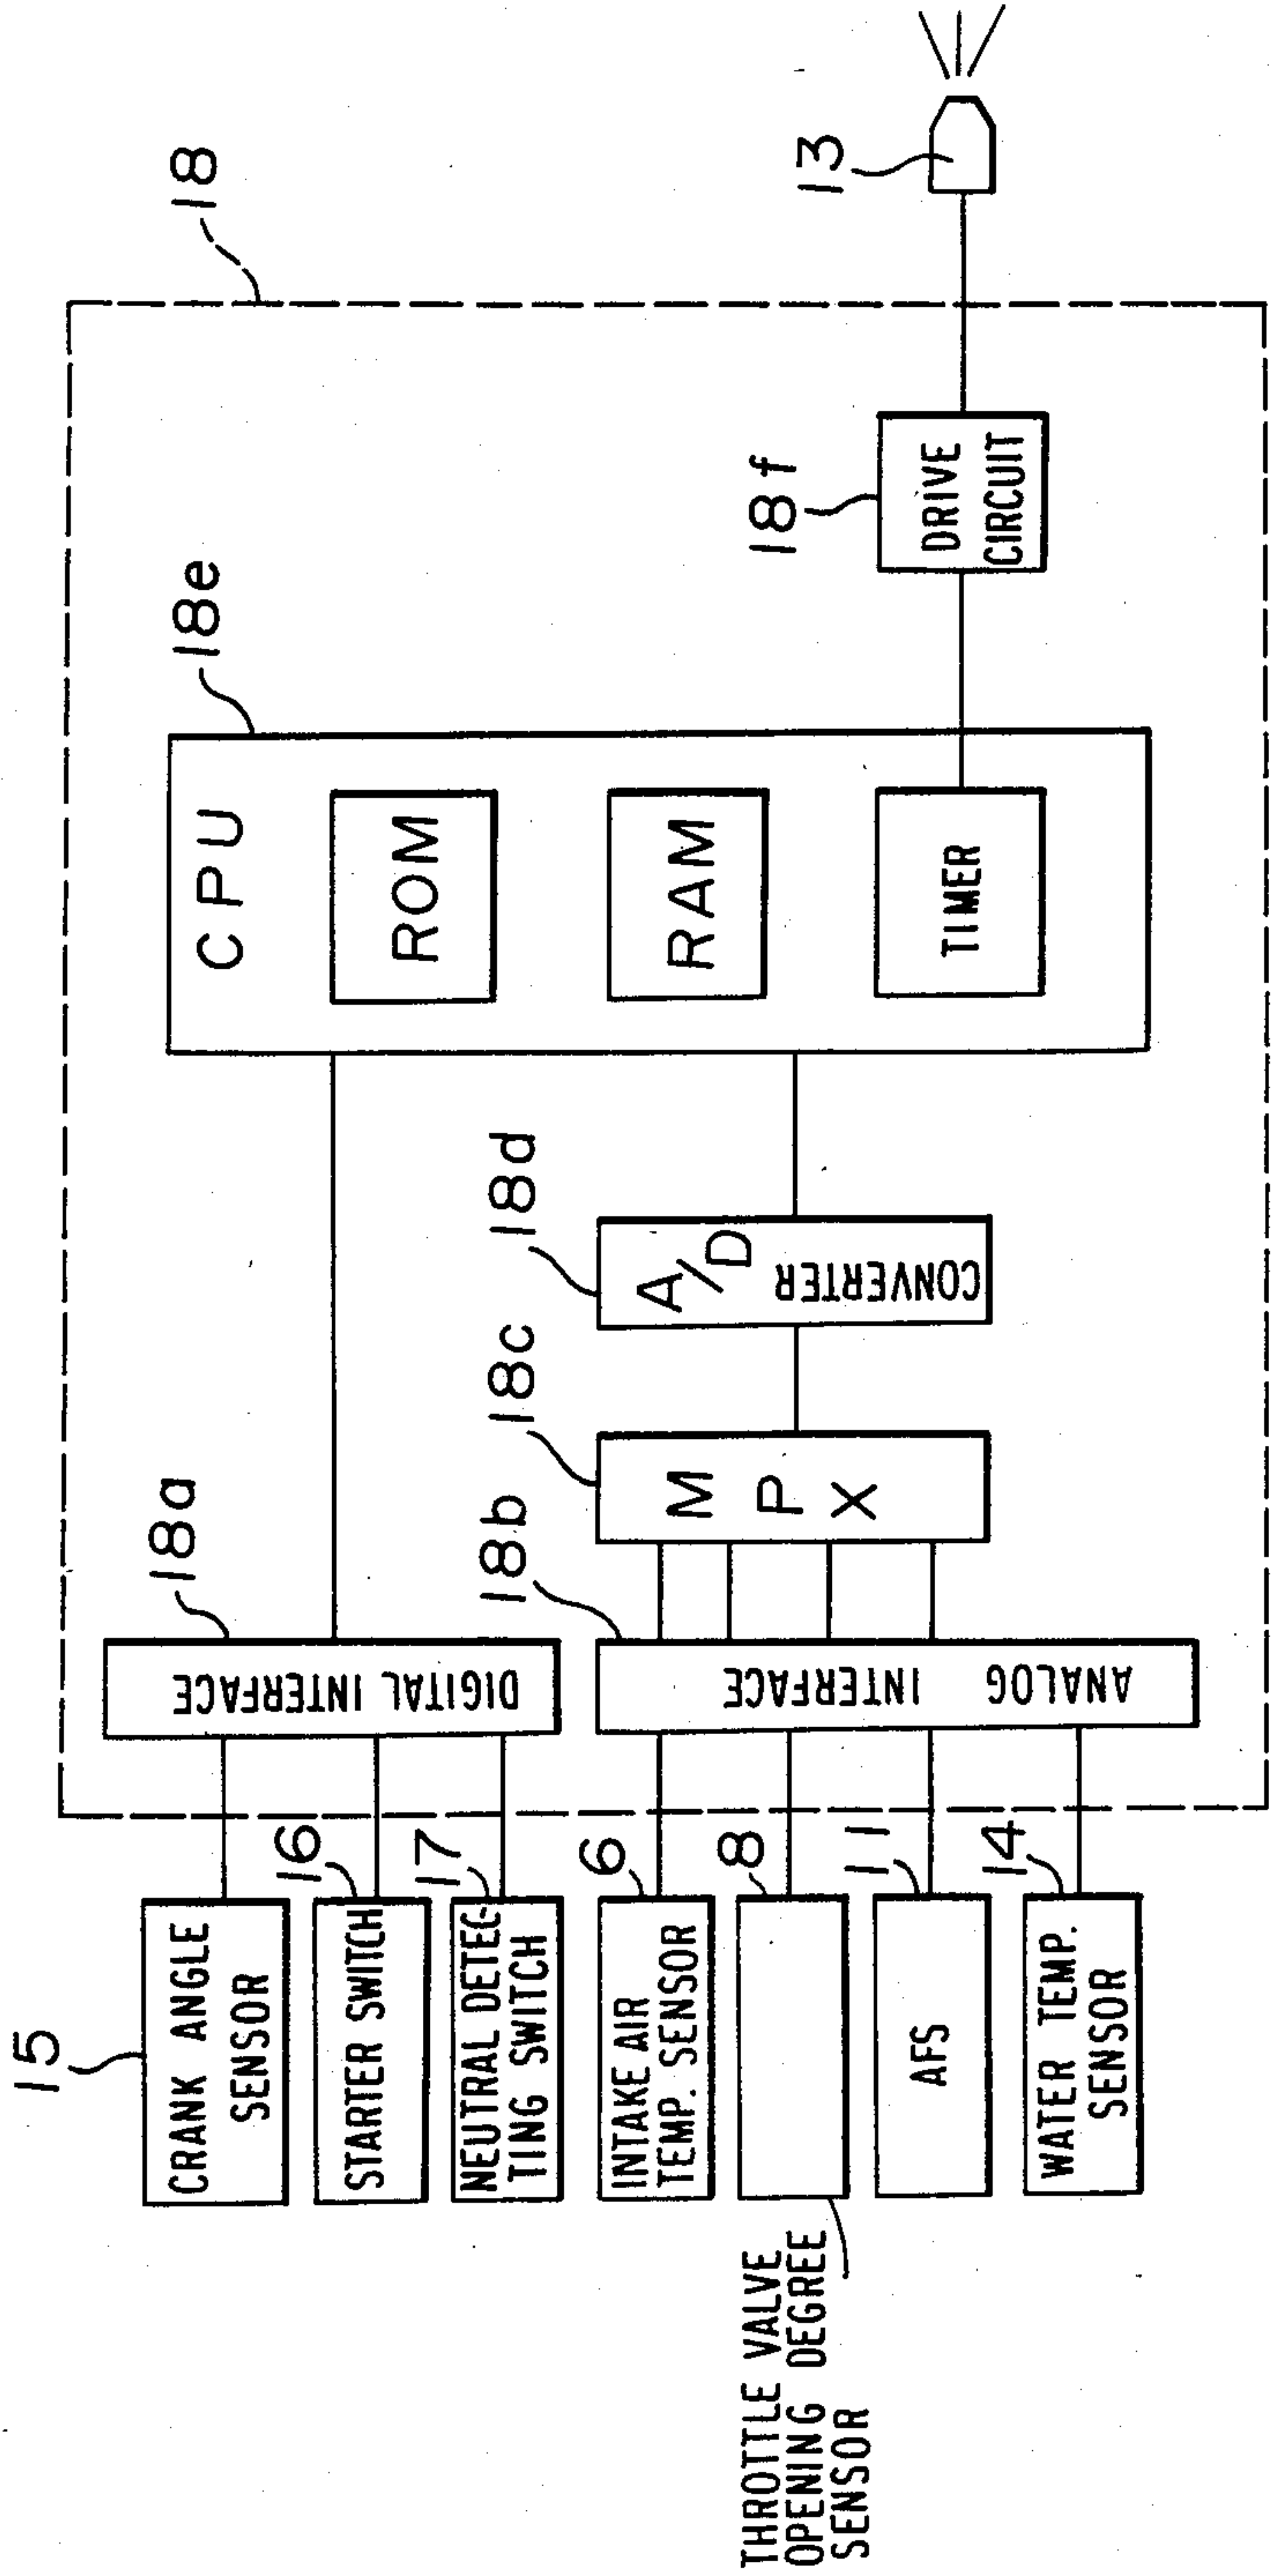 18
15
CRANK ANGLE
SENSOR
16
STARTER SWITCH
17
NEUTRAL DETEC-
TING SWITCH
6
INTAKE AIR
TEMP. SENSOR
8
THROTTLE VALVE
OPENING DEGREE
SENSOR
11
AFS
14
WATER TEMP.
SENSOR
18a
DIGITAL INTERFACE
18b
ANALOG INTERFACE
18c
MPX
18d
A/D
CONVERTER
18e
CPU
ROM
RAM
TIMER
18f
DRIVE
CIRCUIT
13